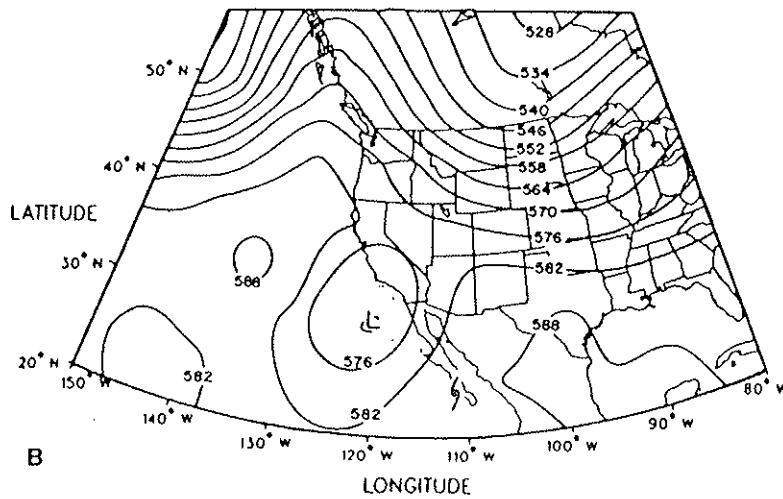 528
50° N
534
540
546
552
558
40° N
564
570
LATITUDE
576
582
30° N
588
588
L
576
20° N
150° W
582
582
80° W
140° W
90° W
130° W
100° W
120° W
110° W
B
LONGITUDE